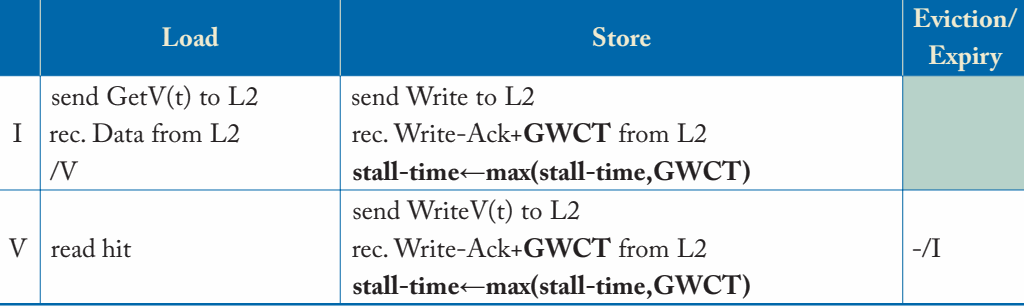 Load
Store
Eviction/
Expiry
I
send GetV(t) to L2
rec. Data from L2
/V
send Write to L2
rec. Write-Ack+GWCT from L2
stall-time←max(stall-time,GWCT)
V
read hit
send WriteV(t) to L2
rec. Write-Ack+GWCT from L2
stall-time←max(stall-time,GWCT)
-/I